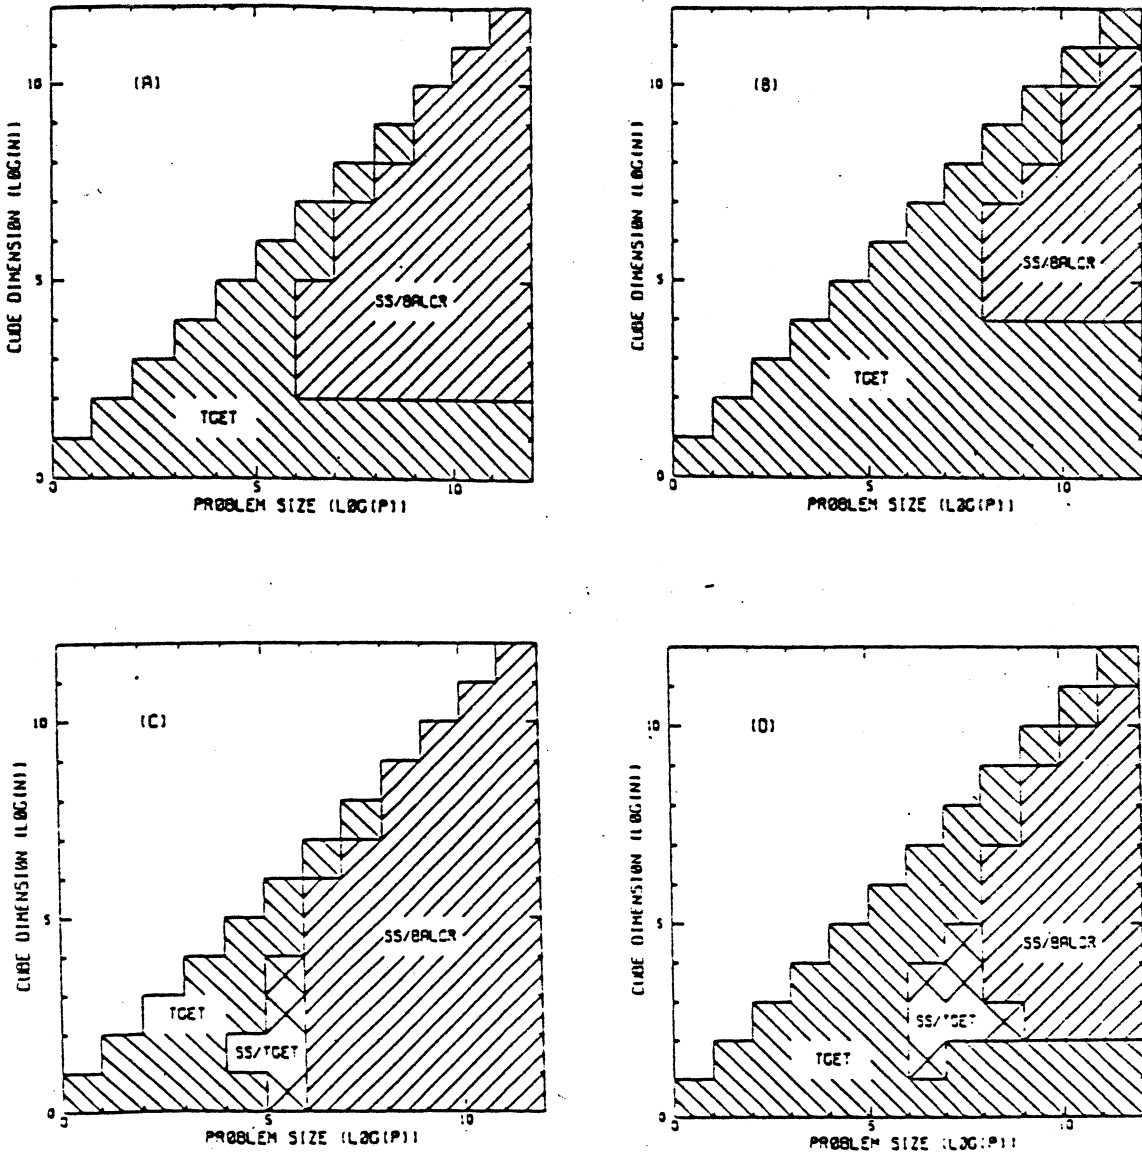 (A)
10
5
0
CUBE DIMENSION (LOG(N))
SS/BALCR
TGET
0 5 10
PROBLEM SIZE (LOG(P))
(B)
10
5
0
CUBE DIMENSION (LOG(N))
SS/BALCR
TGET
0 5 10
PROBLEM SIZE (LOG(P))
(C)
10
5
0
CUBE DIMENSION (LOG(N))
SS/BALCR
TGET
SS/TGET
0 5 10
PROBLEM SIZE (LOG(P))
(D)
10
5
0
CUBE DIMENSION (LOG(N))
SS/BALCR
SS/TGET
TGET
0 5 10
PROBLEM SIZE (LOG(P))